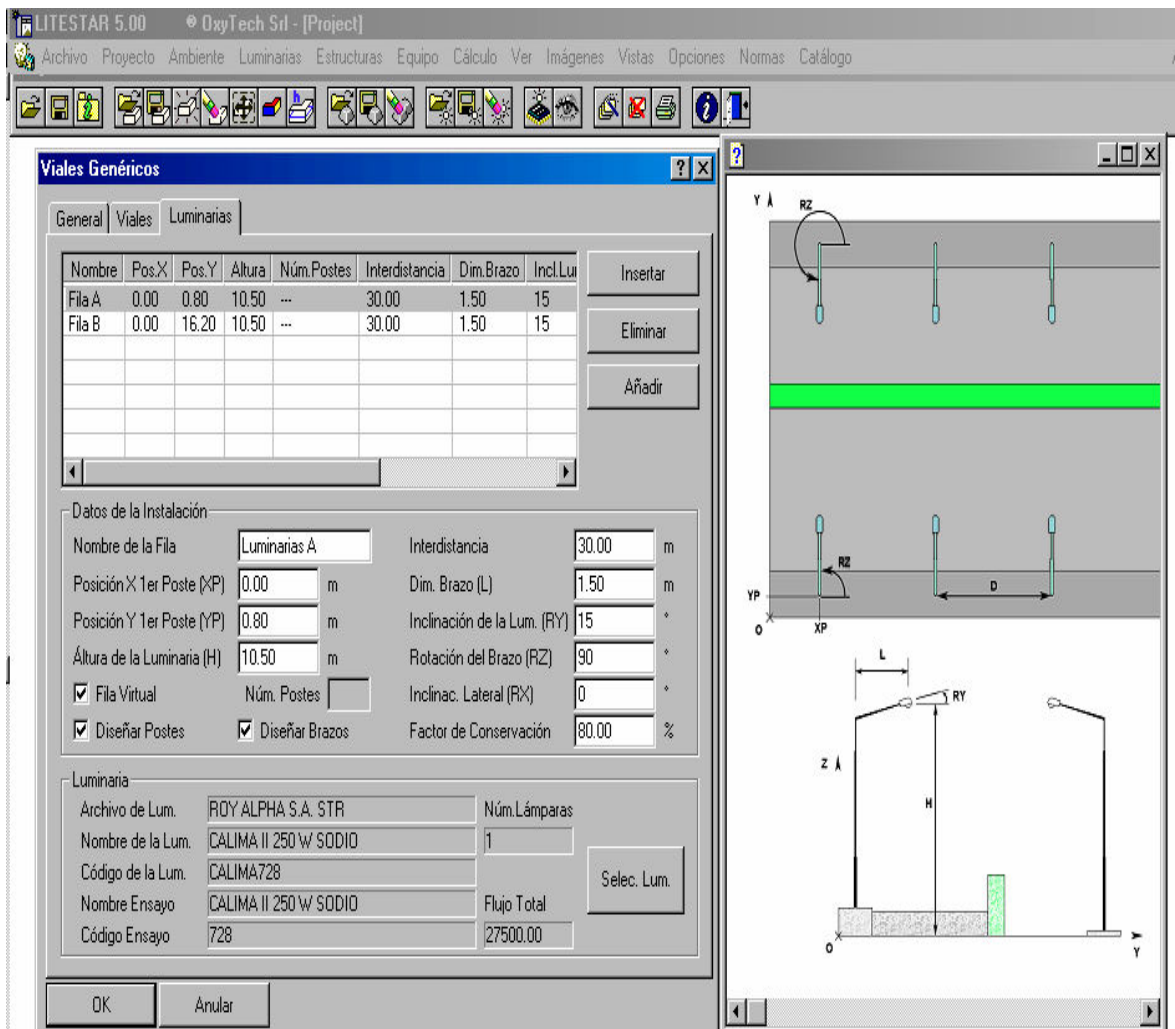 LITESTAR 5.00 ® OxyTech Srl - [Project]
Archivo Proyecto Ambiente Luminarias Estructuras Equipo Cálculo Ver Imágenes Vistas Opciones Normas Catálogo
Viales Genéricos
General Viales Luminarias
Nombre Pos.X Pos.Y Altura Núm.Postes Interdistancia Dim.Brazo Incl.Lu
Fila A 0.00 0.80 10.50 --- 30.00 1.50 15
Fila B 0.00 16.20 10.50 --- 30.00 1.50 15
Insertar
Eliminar
Añadir
Datos de la Instalación
Nombre de la Fila Luminarias A Interdistancia 30.00 m
Posición X 1er Poste (XP) 0.00 m Dim. Brazo (L) 1.50 m
Posición Y 1er Poste (YP) 0.80 m Inclinación de la Lum. (RY) 15 °
Áltura de la Luminaria (H) 10.50 m Rotación del Brazo (RZ) 90 °
Fila Virtual Núm. Postes Inclinac. Lateral (RX) 0 °
Diseñar Postes Diseñar Brazos Factor de Conservación 80.00 %
Luminaria
Archivo de Lum. ROY ALPHA S.A. STR Núm.Lámparas
Nombre de la Lum. CALIMA II 250 W SODIO 1
Código de la Lum. CALIMA728
Selec. Lum.
Nombre Ensayo CALIMA II 250 W SODIO Flujo Total
Código Ensayo 728 27500.00
OK Anular
Y
RZ
RZ
D
YP
O XP
L
RY
Z
H
O
Y